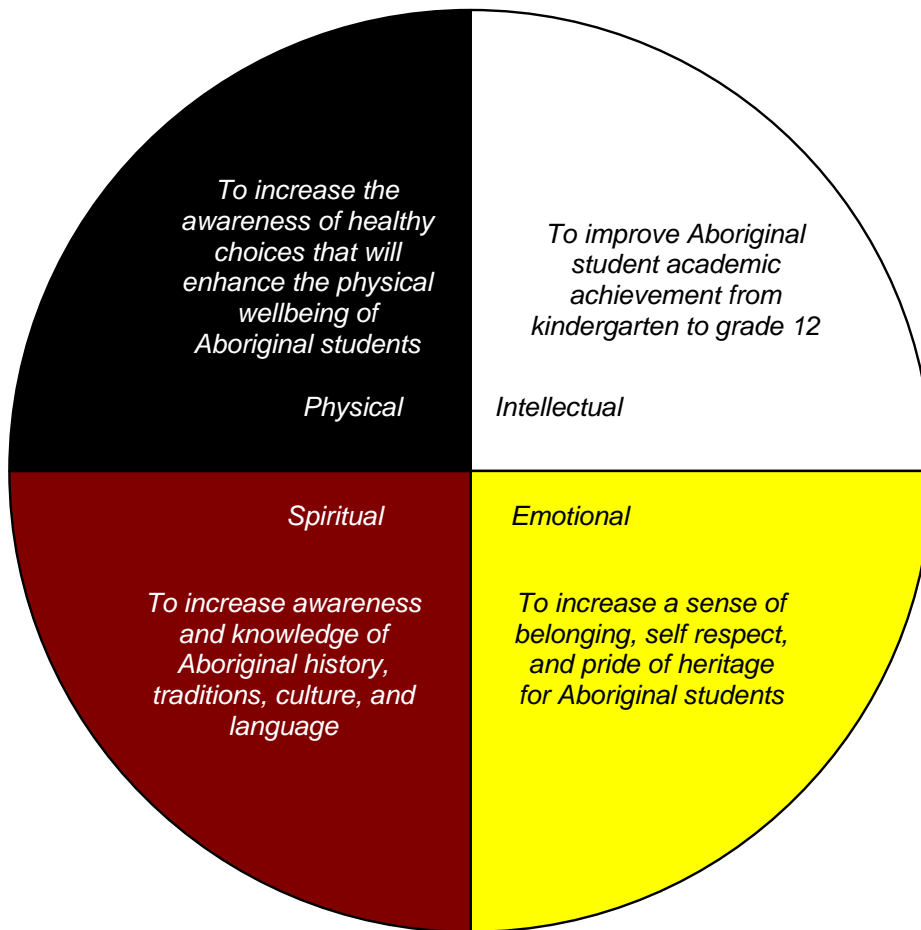 To increase the
awareness of healthy
choices that will
enhance the physical
wellbeing of
Aboriginal students
Physical
To improve Aboriginal
student academic
achievement from
kindergarten to grade 12
Intellectual
Spiritual
To increase awareness
and knowledge of
Aboriginal history,
traditions, culture, and
language
Emotional
To increase a sense of
belonging, self respect,
and pride of heritage
for Aboriginal students